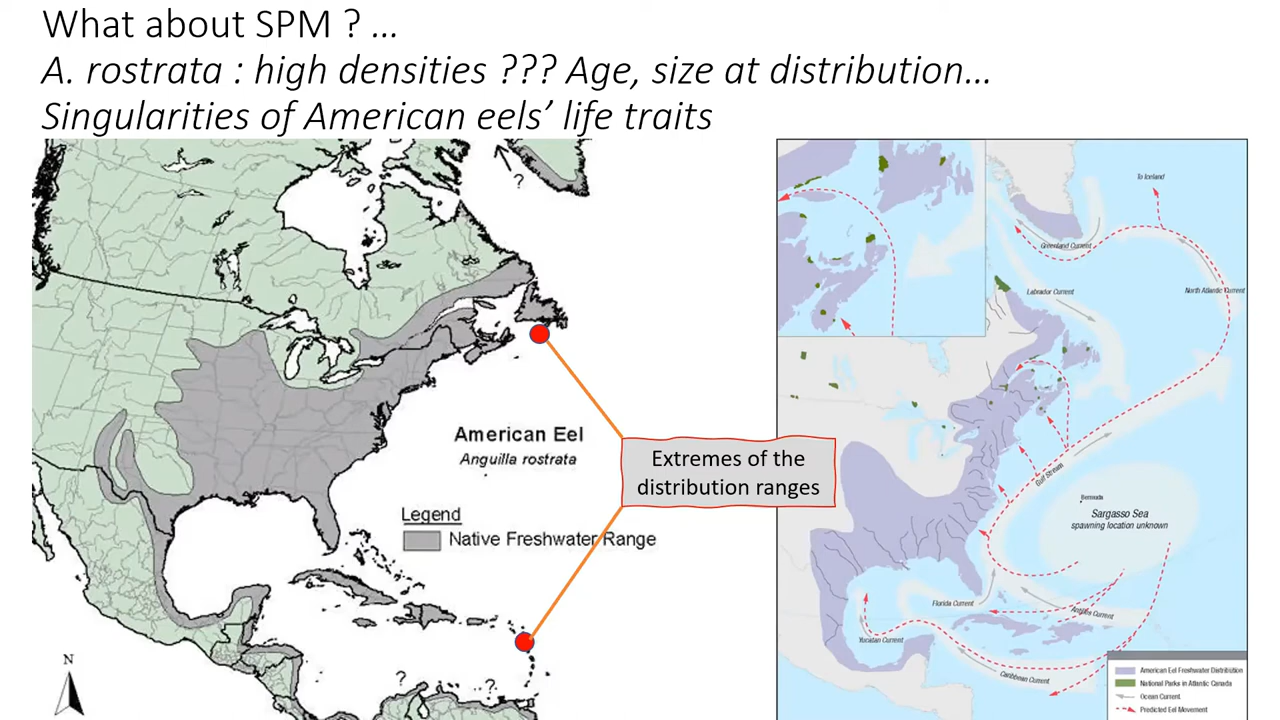 What about SPM ? …
A. rostrata : high densities ??? Age, size at distribution…
Singularities of American eels’ life traits
?
American Eel
Anguilla rostrata
Legend
Native Freshwater Range
N
?
?
Extremes of the
distribution ranges
To Iceland
Greenland Current
Labrador Current
North Atlantic Current
Gulf Stream
Bermuda
Sargasso Sea
spawning location unknown
Florida Current
Antilles Current
Yucatan Current
Caribbean Current
American Eel Freshwater Distribution
National Parks in Atlantic Canada
Ocean Current
Predicted Eel Movement